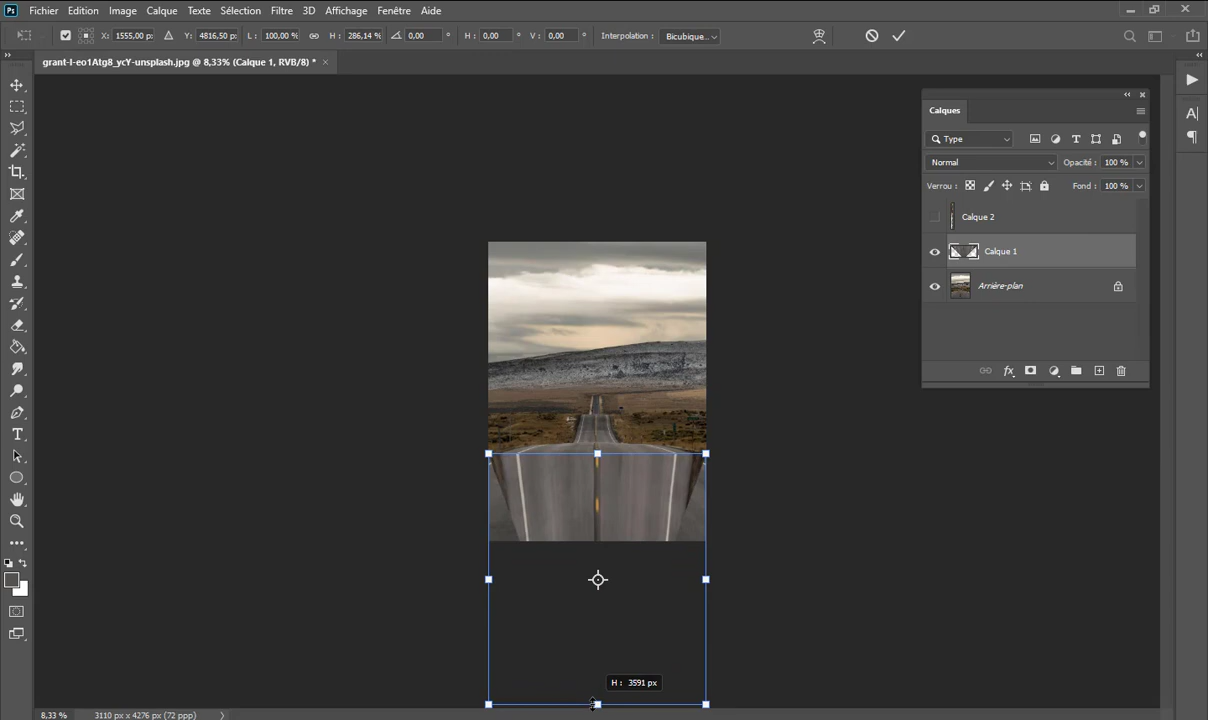 Ps Fichier Edition Image Calque Texte Sélection Filtre 3D Affichage Fenêtre Aide
X: 1555,00 px Y: 4816,50 px L: 100,00 % H: 286,14 % 0,00 ° H: 0,00 ° V: 0,00 ° Interpolation : Bicubique...
grant-l-eo1Atg8_ycY-unsplash.jpg @ 8,33% (Calque 1, RVB/8) *
Calques
Type
Normal Opacité : 100 %
Verrou : Fond : 100 %
Calque 2
Calque 1
Arrière-plan
H : 3591 px
8,33 % 3110 px x 4276 px (72 ppp)